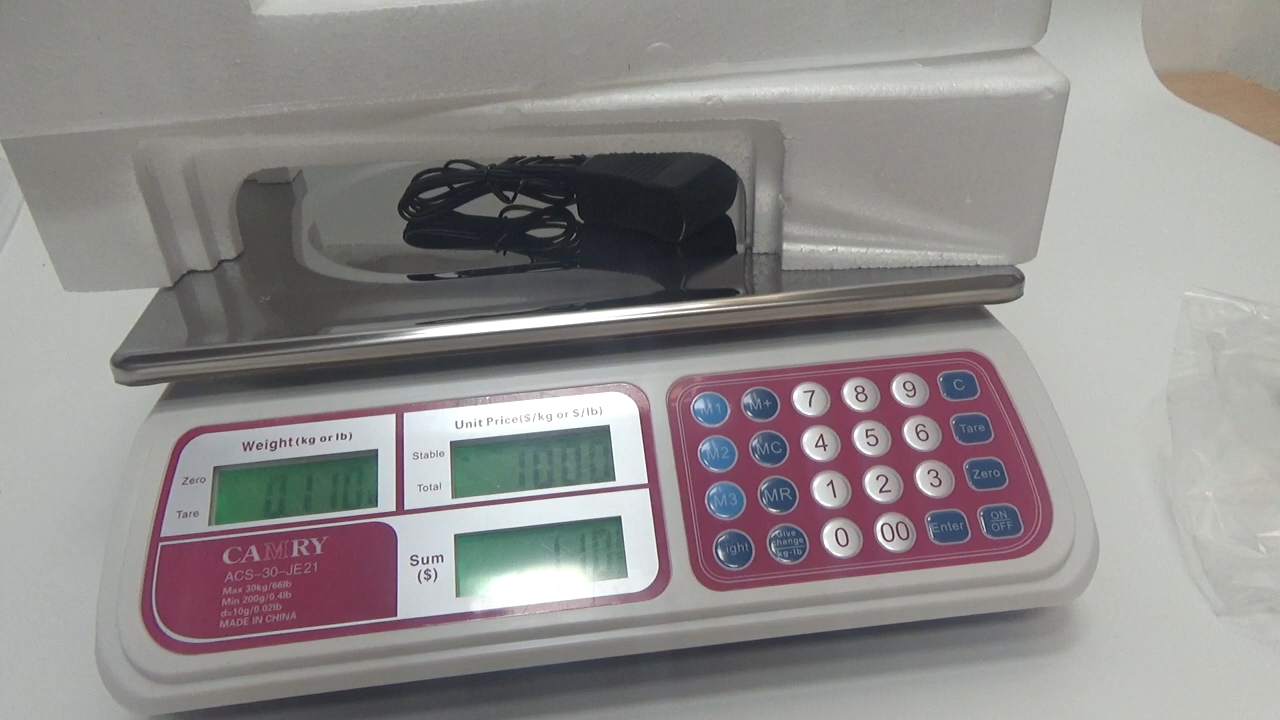 Weight(kg or lb)
Zero
Tare
Unit Price($/kg or $/lb)
Stable
Total
Sum
($)
CAMRY
ACS-30-JE21
Max 30kg/66lb
Min 200g/0.4lb
d=10g/0.02lb
MADE IN CHINA
M1 M+ 7 8 9 C
M2 MC 4 5 6 Tare
M3 MR 1 2 3 Zero
Light Give change kg-lb 0 00 Enter ON OFF